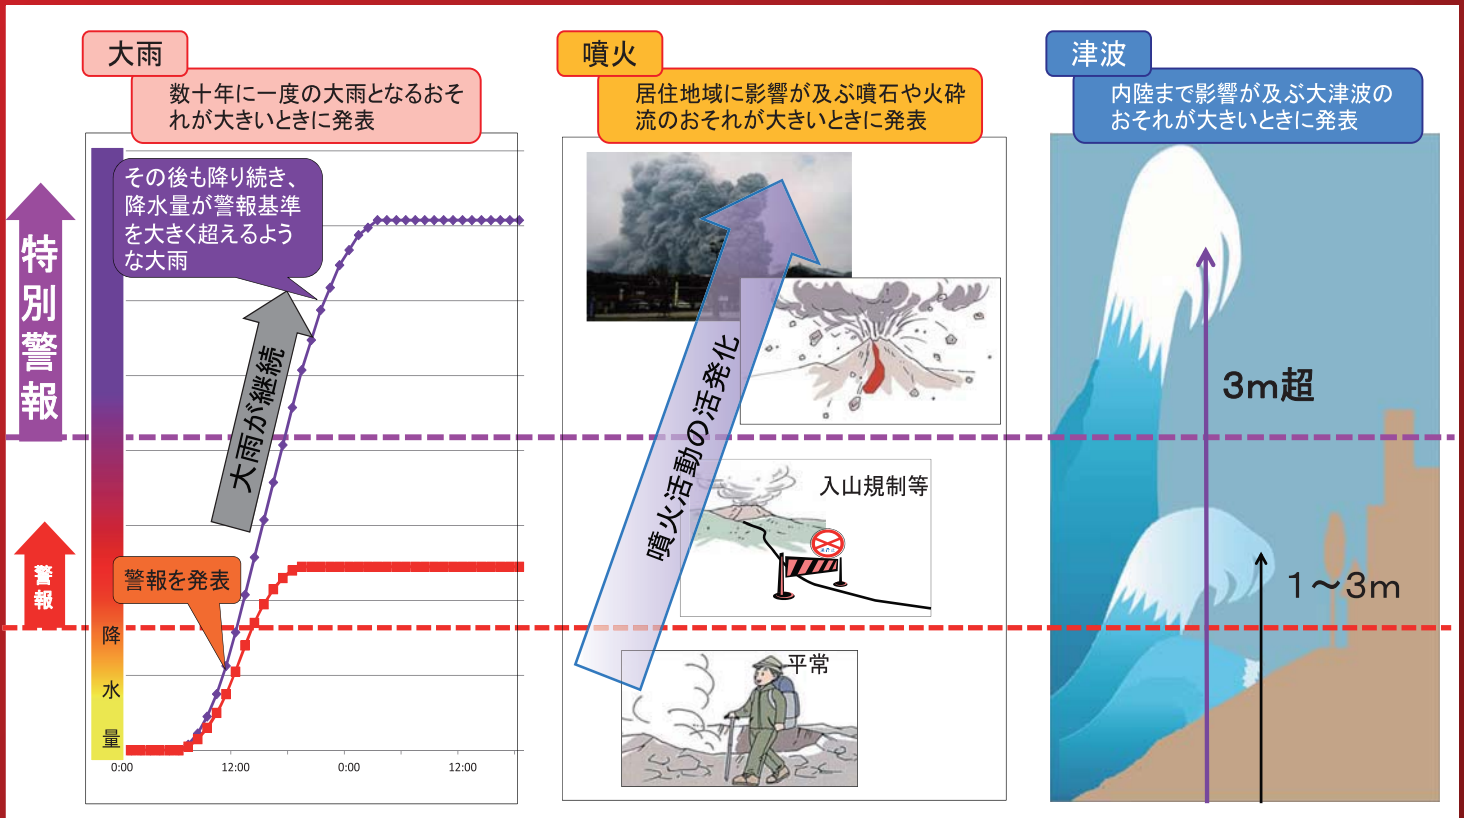 大雨
数十年に一度の大雨となるおそ
れが大きいときに発表
噴火
居住地域に影響が及ぶ噴石や火砕
流のおそれが大きいときに発表
津波
内陸まで影響が及ぶ大津波の
おそれが大きいときに発表
特別警報
警報
その後も降り続き、
降水量が警報基準
を大きく超えるよう
な大雨
大雨が継続
警報を発表
降水量
0:00
12:00
0:00
12:00
噴火活動の活発化
入山規制等
平常
3m超
1～3m